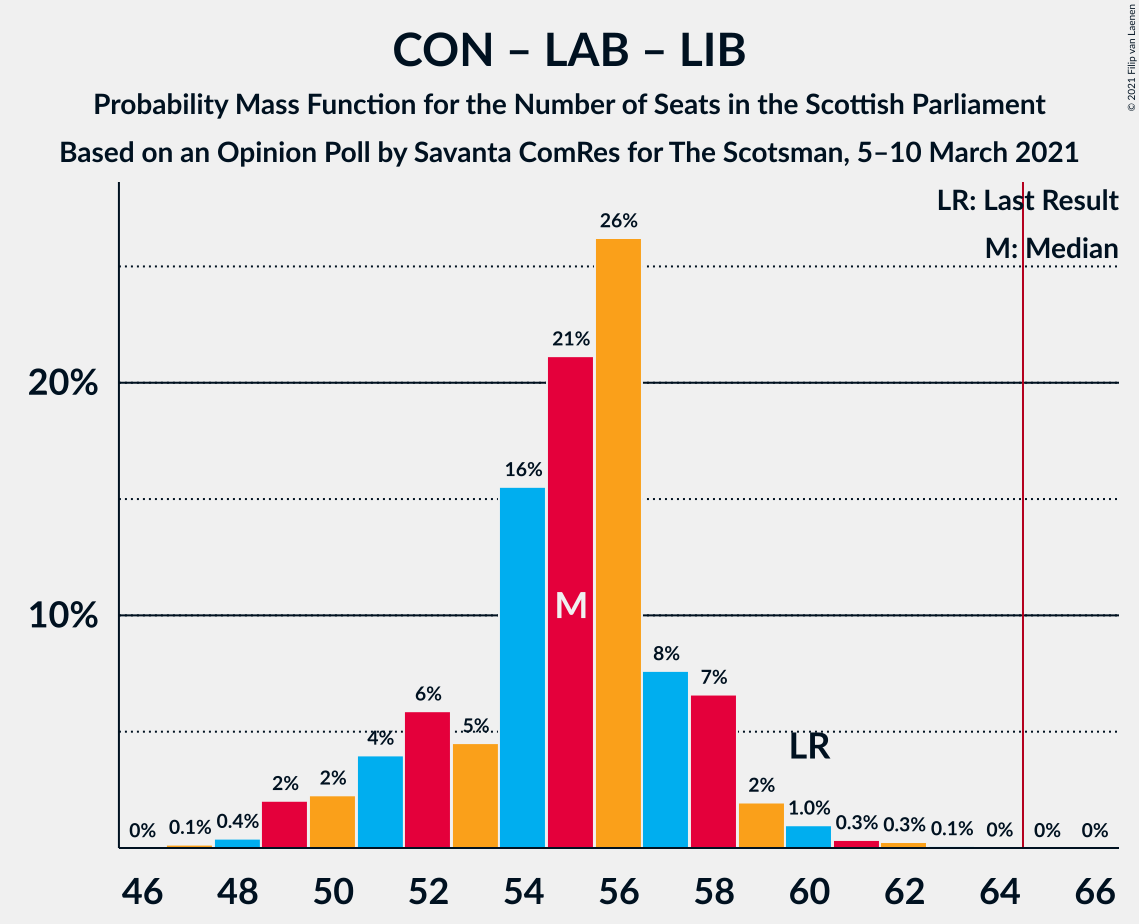 CON – LAB – LIB
Probability Mass Function for the Number of Seats in the Scottish Parliament
Based on an Opinion Poll by Savanta ComRes for The Scotsman, 5–10 March 2021
© 2021 Filip van Laenen
LR: Last Result
M: Median
26%
21%
20%
16%
M
10%
8%
7%
6%
5%
4%
LR
2%
2%
2%
1.0%
0%
0.1%
0.4%
0.3%
0.3%
0.1%
0%
0%
0%
46 48 50 52 54 56 58 60 62 64 66